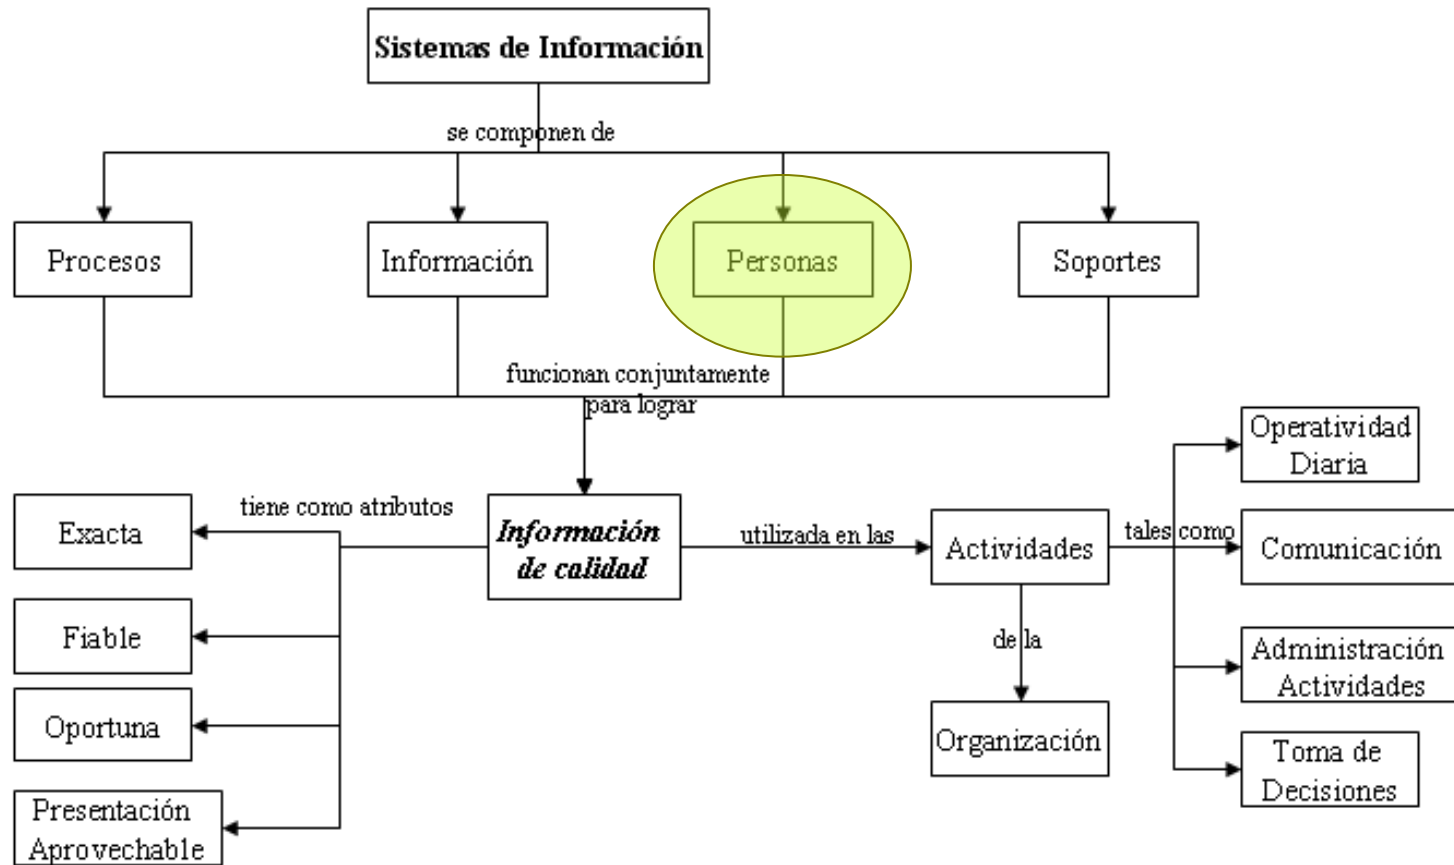 Sistemas de Información
se componen de
Procesos
Información
Personas
Soportes
funcionan conjuntamente
para lograr
Operatividad
Diaria
tiene como atributos
Exacta
Información
de calidad
utilizada en las
Actividades
tales como
Comunicación
Fiable
de la
Administración
Actividades
Oportuna
Organización
Toma de
Decisiones
Presentación
Aprovechable